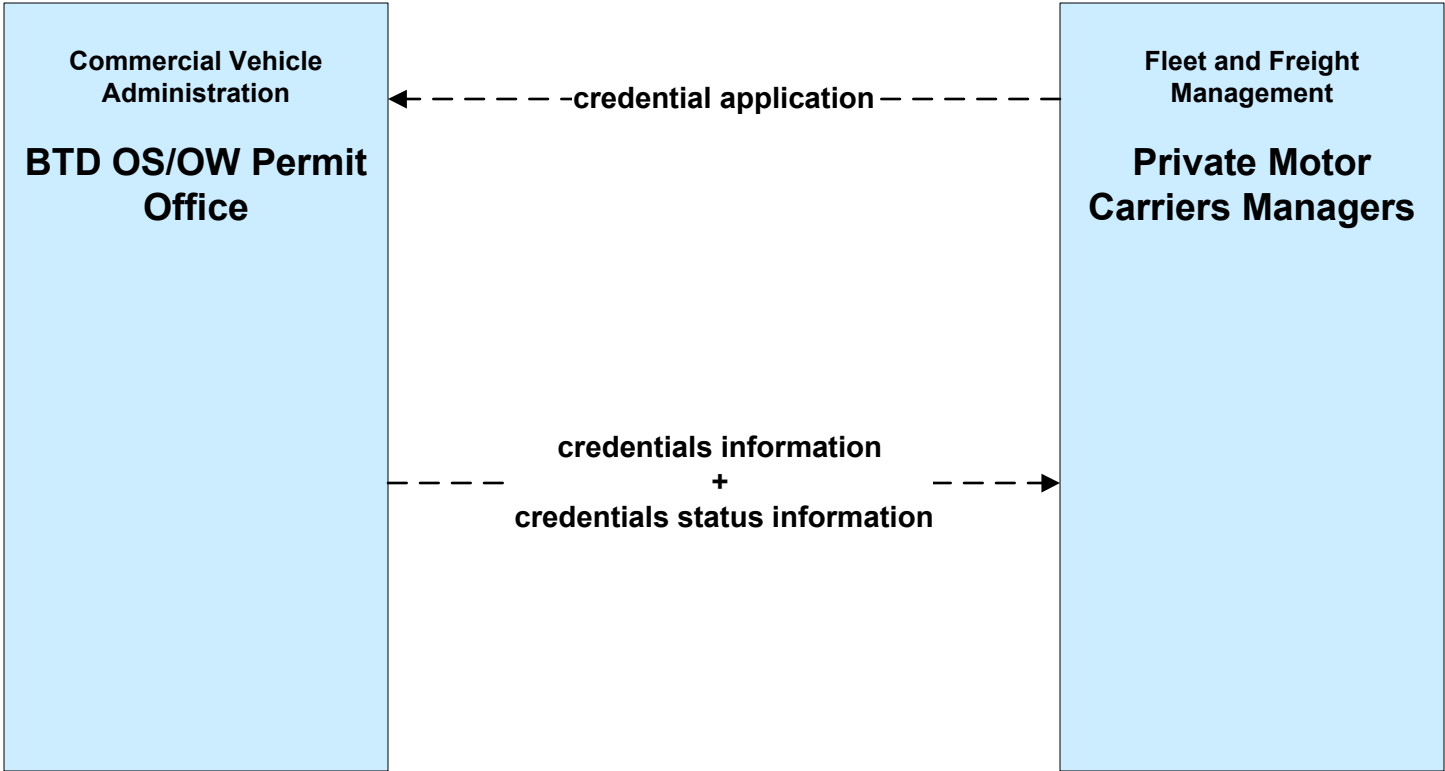 Commercial Vehicle
Administration
BTD OS/OW Permit
Office
credential application
Fleet and Freight
Management
Private Motor
Carriers Managers
credentials information
+
credentials status information